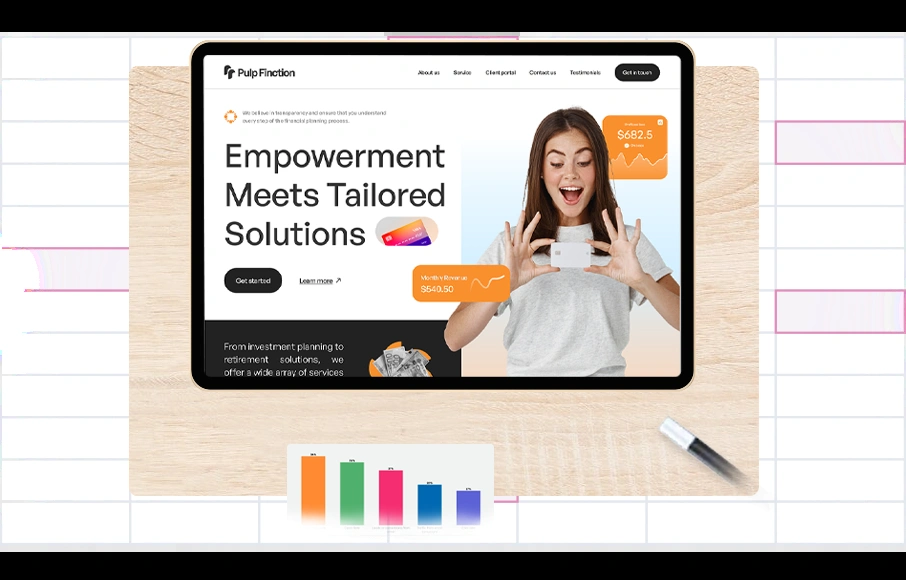 Pulp Finction
About us
Service
Client portal
Contact us
Testimonials
Get in touch
We believe in transparency and ensure that you understand
every step of the financial planning process.
Empowerment
Meets Tailored
Solutions
$682.5
Get started
Learn more
Monthly Revenue
$540.50
From investment planning to
retirement solutions, we
offer a wide array of services